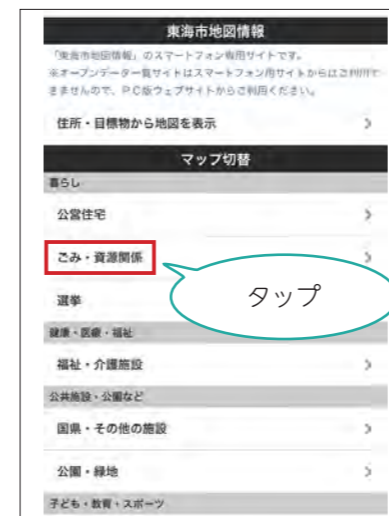 東海市地図情報
「東海市地図情報」のスマートフォン専用サイトです。
※オープンデータ一覧サイトはスマートフォン用サイトからはご利用で
きませんので、PC版ウェブサイトからご利用ください。
住所・目標物から地図を表示
マップ切替
暮らし
公営住宅
ごみ・資源関係
タップ
選挙
健康・医療・福祉
福祉・介護施設
公共施設・公園など
国県・その他の施設
公園・緑地
子ども・教育・スポーツ